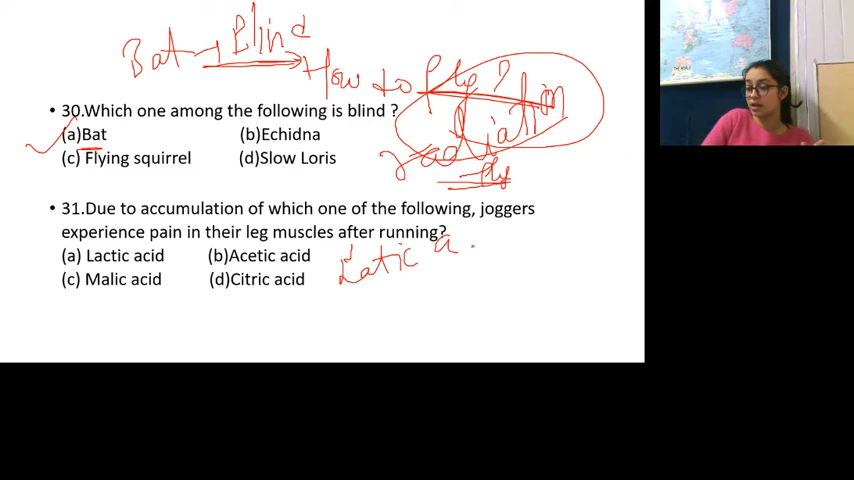 Bat → Blind
How to fly ?
• 30.Which one among the following is blind ?
(a)Bat (b)Echidna
radiation
(c) Flying squirrel (d)Slow Loris
fly
• 31.Due to accumulation of which one of the following, joggers
experience pain in their leg muscles after running?
(a) Lactic acid (b)Acetic acid
Latic a
(c) Malic acid (d)Citric acid